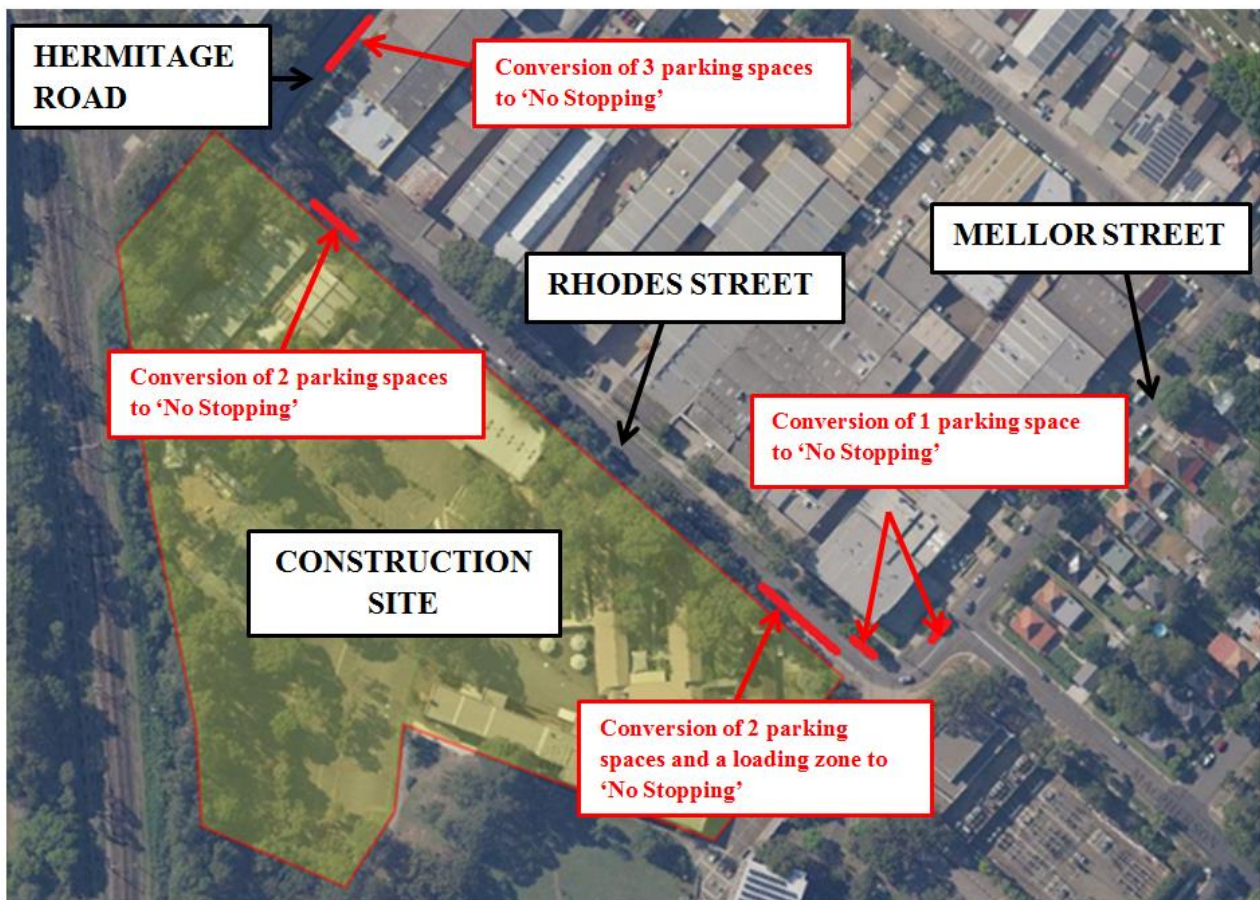 HERMITAGE
ROAD
Conversion of 3 parking spaces
to ‘No Stopping’
MELLOR STREET
RHODES STREET
Conversion of 2 parking spaces
to ‘No Stopping’
Conversion of 1 parking space
to ‘No Stopping’
CONSTRUCTION
SITE
Conversion of 2 parking
spaces and a loading zone to
‘No Stopping’